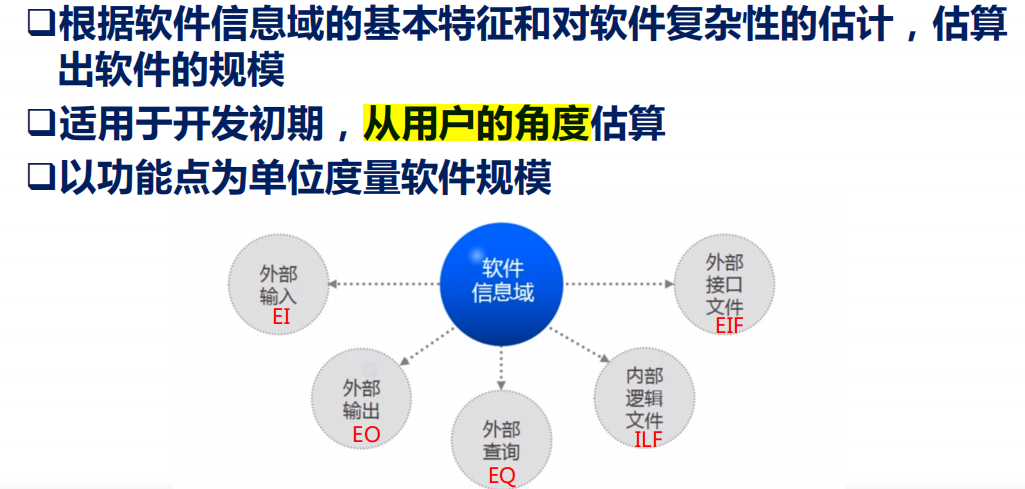 ❑根据软件信息域的基本特征和对软件复杂性的估计，估算
出软件的规模
❑适用于开发初期，从用户的角度估算
❑以功能点为单位度量软件规模
软件
信息域
外部
输入
EI
外部
输出
EO
外部
查询
EQ
内部
逻辑
文件
ILF
外部
接口
文件
EIF